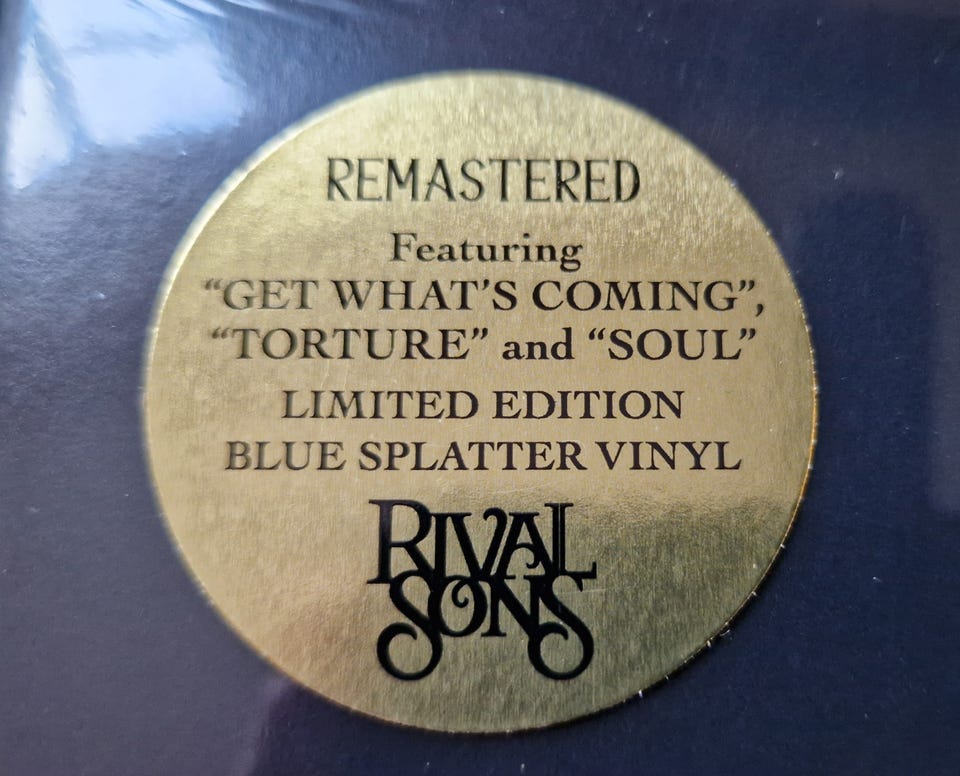 REMASTERED
Featuring
“GET WHAT’S COMING”,
“TORTURE” and “SOUL”
LIMITED EDITION
BLUE SPLATTER VINYL
RIVAL
SONS